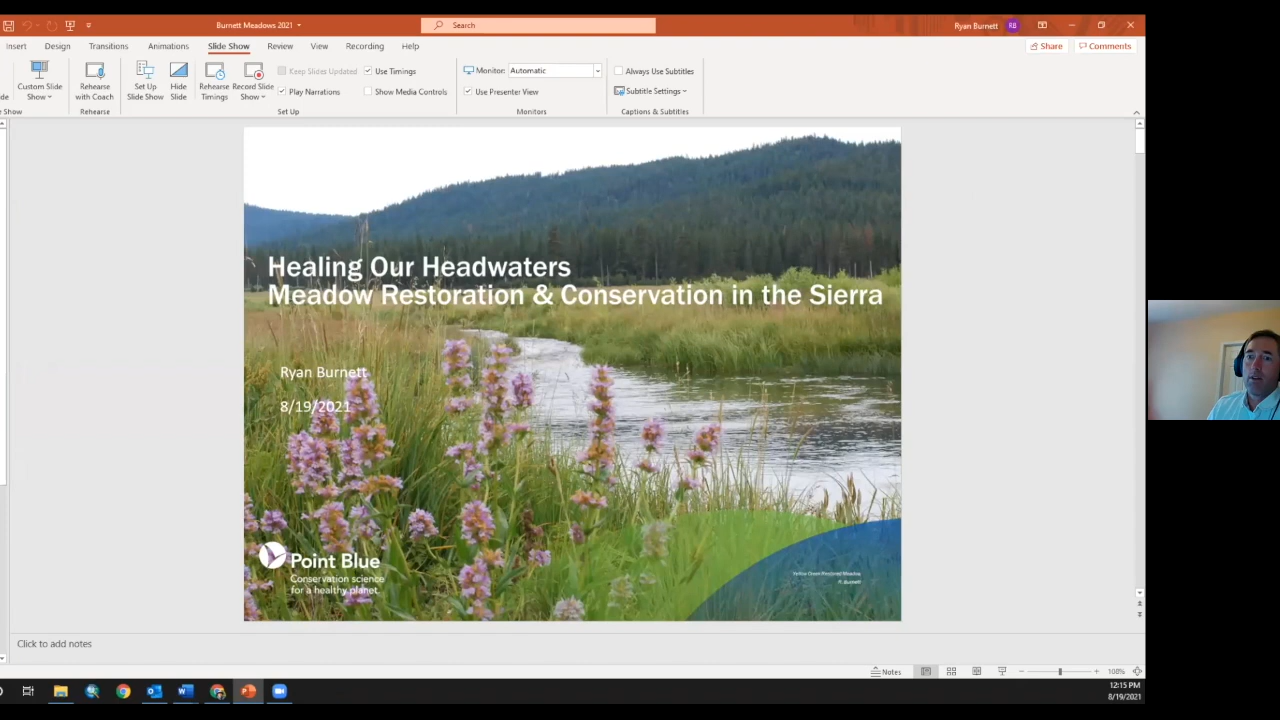 Burnett Meadows 2021
Search
Ryan Burnett
RB
Insert
Design
Transitions
Animations
Slide Show
Review
View
Recording
Help
Share
Comments
Custom Slide
Show
Rehearse
with Coach
Set Up
Slide Show
Hide
Slide
Rehearse
Timings
Record Slide
Show
Keep Slides Updated
Use Timings
Play Narrations
Show Media Controls
Monitor:
Automatic
Use Presenter View
Always Use Subtitles
Subtitle Settings
Show
Rehearse
Set Up
Monitors
Captions & Subtitles
Healing Our Headwaters
Meadow Restoration & Conservation in the Sierra
Ryan Burnett
8/19/2021
Point Blue
Conservation science
for a healthy planet.
R. Burnett
Click to add notes
Notes
108%
12:15 PM
8/19/2021